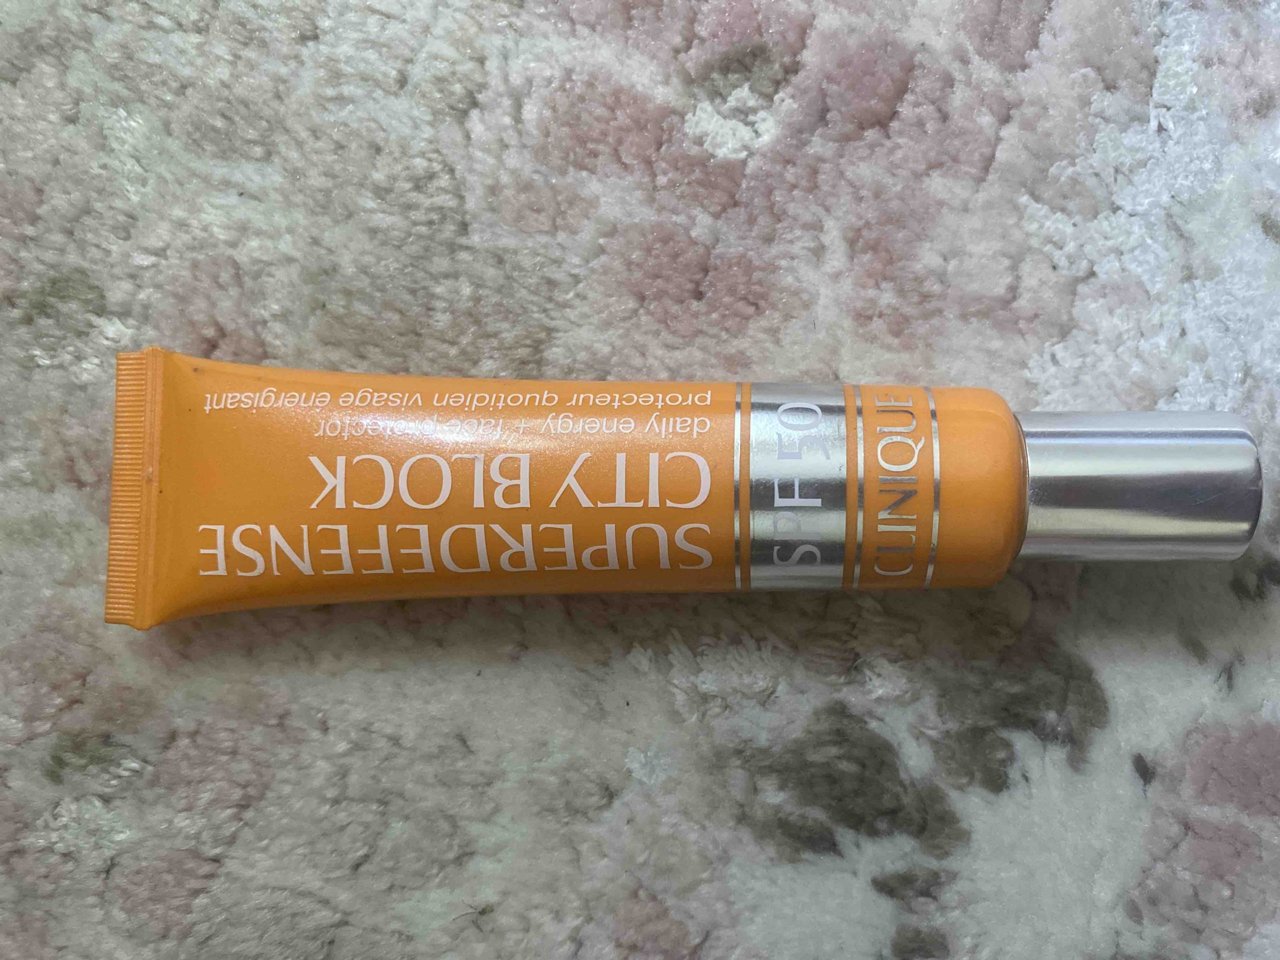 SUPERDEFENSE
CITY BLOCK
daily energy + face protector
protecteur quotidien visage énergisant
SPF 50
CLINIQUE